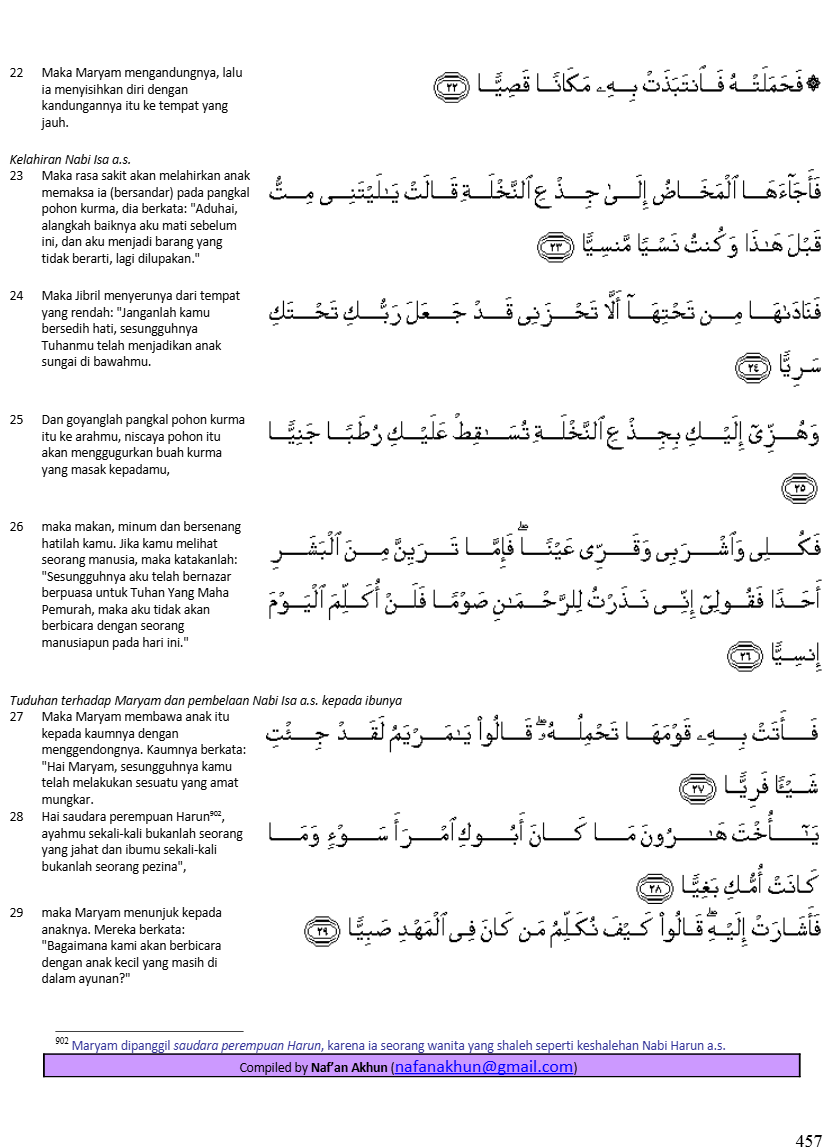 22 Maka Maryam mengandungnya, lalu
ia menyisihkan diri dengan
kandungannya itu ke tempat yang
jauh.
۞ فَحَمَلَتْهُ فَٱنتَبَذَتْ بِهِۦ مَكَانًا قَصِيًّا ٢٢
Kelahiran Nabi Isa a.s.
23 Maka rasa sakit akan melahirkan anak
memaksa ia (bersandar) pada pangkal
pohon kurma, dia berkata: "Aduhai,
alangkah baiknya aku mati sebelum
ini, dan aku menjadi barang yang
tidak berarti, lagi dilupakan."
فَأَجَآءَهَا ٱلْمَخَاضُ إِلَىٰ جِذْعِ ٱلنَّخْلَةِ قَالَتْ يَـٰلَيْتَنِى مِتُّ
قَبْلَ هَـٰذَا وَكُنتُ نَسْيًا مَّنسِيًّا ٢٣
24 Maka Jibril menyerunya dari tempat
yang rendah: "Janganlah kamu
bersedih hati, sesungguhnya
Tuhanmu telah menjadikan anak
sungai di bawahmu.
فَنَادَىٰهَا مِن تَحْتِهَآ أَلَّا تَحْزَنِى قَدْ جَعَلَ رَبُّكِ تَحْتَكِ
سَرِيًّا ٢٤
25 Dan goyanglah pangkal pohon kurma
itu ke arahmu, niscaya pohon itu
akan menggugurkan buah kurma
yang masak kepadamu,
وَهُزِّىٓ إِلَيْكِ بِجِذْعِ ٱلنَّخْلَةِ تُسَـٰقِطْ عَلَيْكِ رُطَبًا جَنِيًّا
٢٥
26 maka makan, minum dan bersenang
hatilah kamu. Jika kamu melihat
seorang manusia, maka katakanlah:
"Sesungguhnya aku telah bernazar
berpuasa untuk Tuhan Yang Maha
Pemurah, maka aku tidak akan
berbicara dengan seorang
manusiapun pada hari ini."
فَكُلِى وَٱشْرَبِى وَقَرِّى عَيْنًا ۖ فَإِمَّا تَرَيِنَّ مِنَ ٱلْبَشَرِ
أَحَدًا فَقُولِىٓ إِنِّى نَذَرْتُ لِلرَّحْمَـٰنِ صَوْمًا فَلَنْ أُكَلِّمَ ٱلْيَوْمَ
إِنسِيًّا ٢٦
Tuduhan terhadap Maryam dan pembelaan Nabi Isa a.s. kepada ibunya
27 Maka Maryam membawa anak itu
kepada kaumnya dengan
menggendongnya. Kaumnya berkata:
"Hai Maryam, sesungguhnya kamu
telah melakukan sesuatu yang amat
mungkar.
فَأَتَتْ بِهِۦ قَوْمَهَا تَحْمِلُهُۥ ۖ قَالُوا۟ يَـٰمَرْيَمُ لَقَدْ جِئْتِ
شَيْـًٔا فَرِيًّا ٢٧
28 Hai saudara perempuan Harun⁹⁰²,
ayahmu sekali-kali bukanlah seorang
yang jahat dan ibumu sekali-kali
bukanlah seorang pezina",
يَـٰٓأُخْتَ هَـٰرُونَ مَا كَانَ أَبُوكِ ٱمْرَأَ سَوْءٍ وَمَا
كَانَتْ أُمُّكِ بَغِيًّا ٢٨
29 maka Maryam menunjuk kepada
anaknya. Mereka berkata:
"Bagaimana kami akan berbicara
dengan anak kecil yang masih di
dalam ayunan?"
فَأَشَارَتْ إِلَيْهِ ۖ قَالُوا۟ كَيْفَ نُكَلِّمُ مَن كَانَ فِى ٱلْمَهْدِ صَبِيًّا ٢٩
⁹⁰² Maryam dipanggil saudara perempuan Harun, karena ia seorang wanita yang shaleh seperti keshalehan Nabi Harun a.s.
Compiled by Naf'an Akhun (nafanakhun@gmail.com)
457